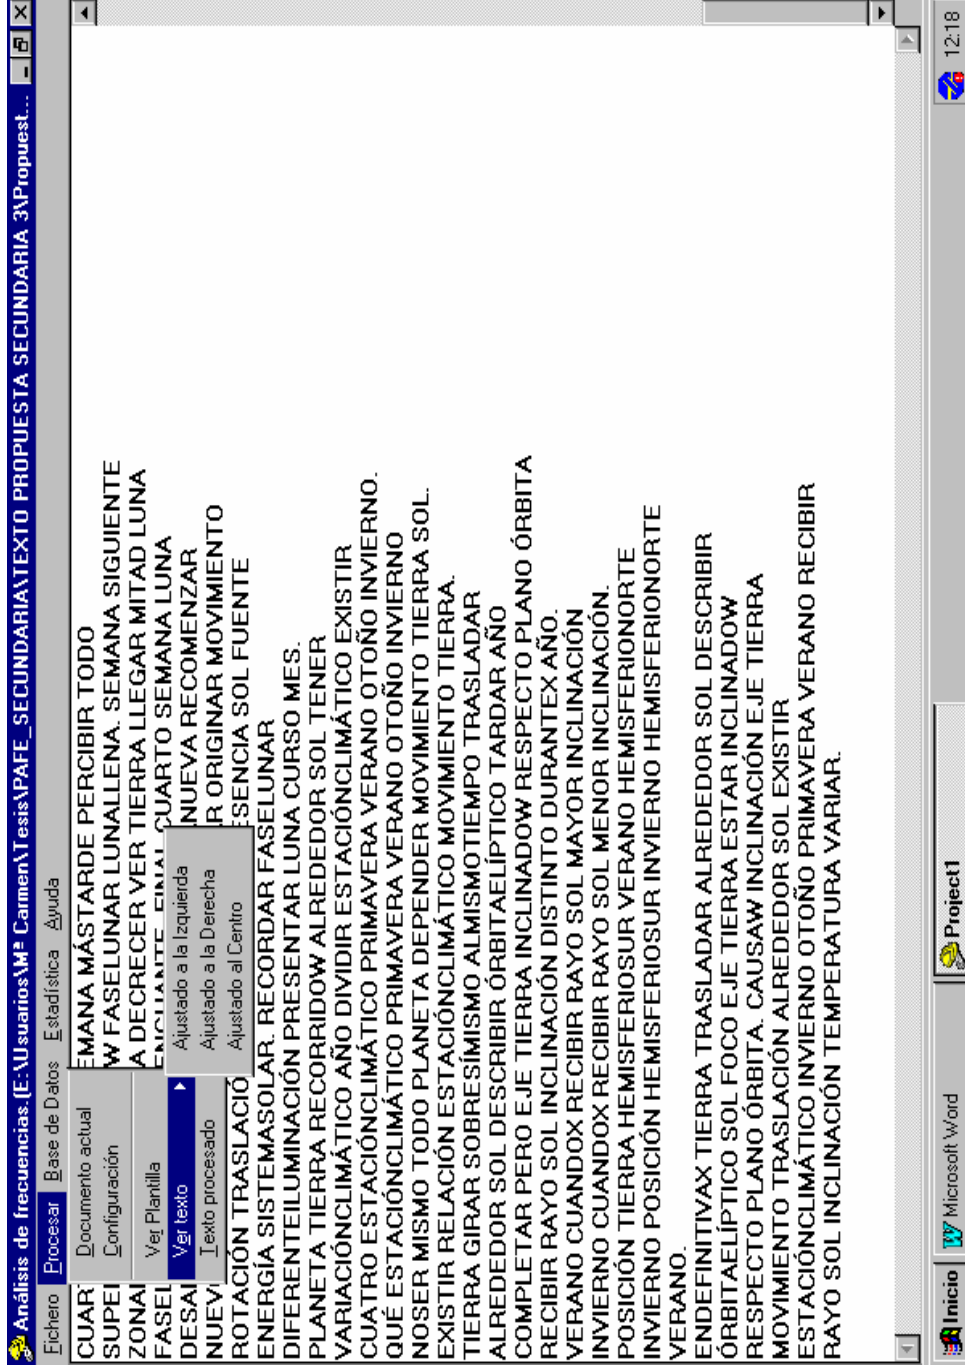 Análisis de frecuencias.(E:\Usuarios\Mª Carmen\Tesis\PAFE_SECUNDARIA\TEXTO PROPUESTA SECUNDARIA 3\Propuest...
Fichero Procesar Base de Datos Estadística Ayuda
Documento actual
Configuración
Ver Plantilla
Ver texto
Texto procesado
Ajustado a la Izquierda
Ajustado a la Derecha
Ajustado al Centro
CUAR EMANA MÁSTARDE PERCIBIR TODO
SUPE W FASELUNAR LUNALLENA. SEMANA SIGUIENTE
ZONA A DECRECER VER TIERRA LLEGAR MITAD LUNA
FASEL CUARTO SEMANA LUNA
DESA NUEVA RECOMENZAR
NUEV R ORIGINAR MOVIMIENTO
ROTACIÓN TRASLACIÓ ESENCIA SOL FUENTE
ENERGÍA SISTEMASOLAR. RECORDAR FASELUNAR
DIFERENTEILUMINACIÓN PRESENTAR LUNA CURSO MES.
PLANETA TIERRA RECORRIDOW ALREDEDOR SOL TENER
VARIACIÓNCLIMÁTICO AÑO DIVIDIR ESTACIÓNCLIMÁTICO EXISTIR
CUATRO ESTACIÓNCLIMÁTICO PRIMAVERA VERANO OTOÑO INVIERNO.
QUÉ ESTACIÓNCLIMÁTICO PRIMAVERA VERANO OTOÑO INVIERNO
NOSER MISMO TODO PLANETA DEPENDER MOVIMIENTO TIERRA SOL.
EXISTIR RELACIÓN ESTACIÓNCLIMÁTICO MOVIMIENTO TIERRA.
TIERRA GIRAR SOBRESÍMISMO ALMISMOTIEMPO TRASLADAR
ALREDEDOR SOL DESCRIBIR ÓRBITAELÍPTICO TARDAR AÑO
COMPLETAR PERO EJE TIERRA INCLINADOW RESPECTO PLANO ÓRBITA
RECIBIR RAYO SOL INCLINACIÓN DISTINTO DURANTEX AÑO.
VERANO CUANDOX RECIBIR RAYO SOL MAYOR INCLINACIÓN
INVIERNO CUANDOX RECIBIR RAYO SOL MENOR INCLINACIÓN.
POSICIÓN TIERRA HEMISFERIOSUR VERANO HEMISFERIONORTE
INVIERNO POSICIÓN HEMISFERIOSUR INVIERNO HEMISFERIONORTE
VERANO.
ENDEFINITIVAX TIERRA TRASLADAR ALREDEDOR SOL DESCRIBIR
ÓRBITAELÍPTICO SOL FOCO EJE TIERRA ESTAR INCLINADOW
RESPECTO PLANO ÓRBITA. CAUSAW INCLINACIÓN EJE TIERRA
MOVIMIENTO TRASLACIÓN ALREDEDOR SOL EXISTIR
ESTACIÓNCLIMÁTICO INVIERNO OTOÑO PRIMAVERA VERANO RECIBIR
RAYO SOL INCLINACIÓN TEMPERATURA VARIAR.
Inicio Microsoft Word Project1 12:18